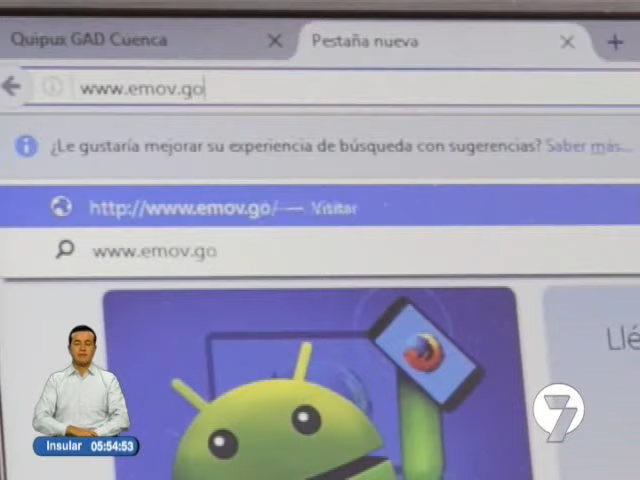 Quipux GAD Cuenca
Pestaña nueva
www.emov.go
¿Le gustaría mejorar su experiencia de búsqueda con sugerencias? Saber más...
http://www.emov.go/ — Visitar
www.emov.go
Llé
Insular 05:54:53
7